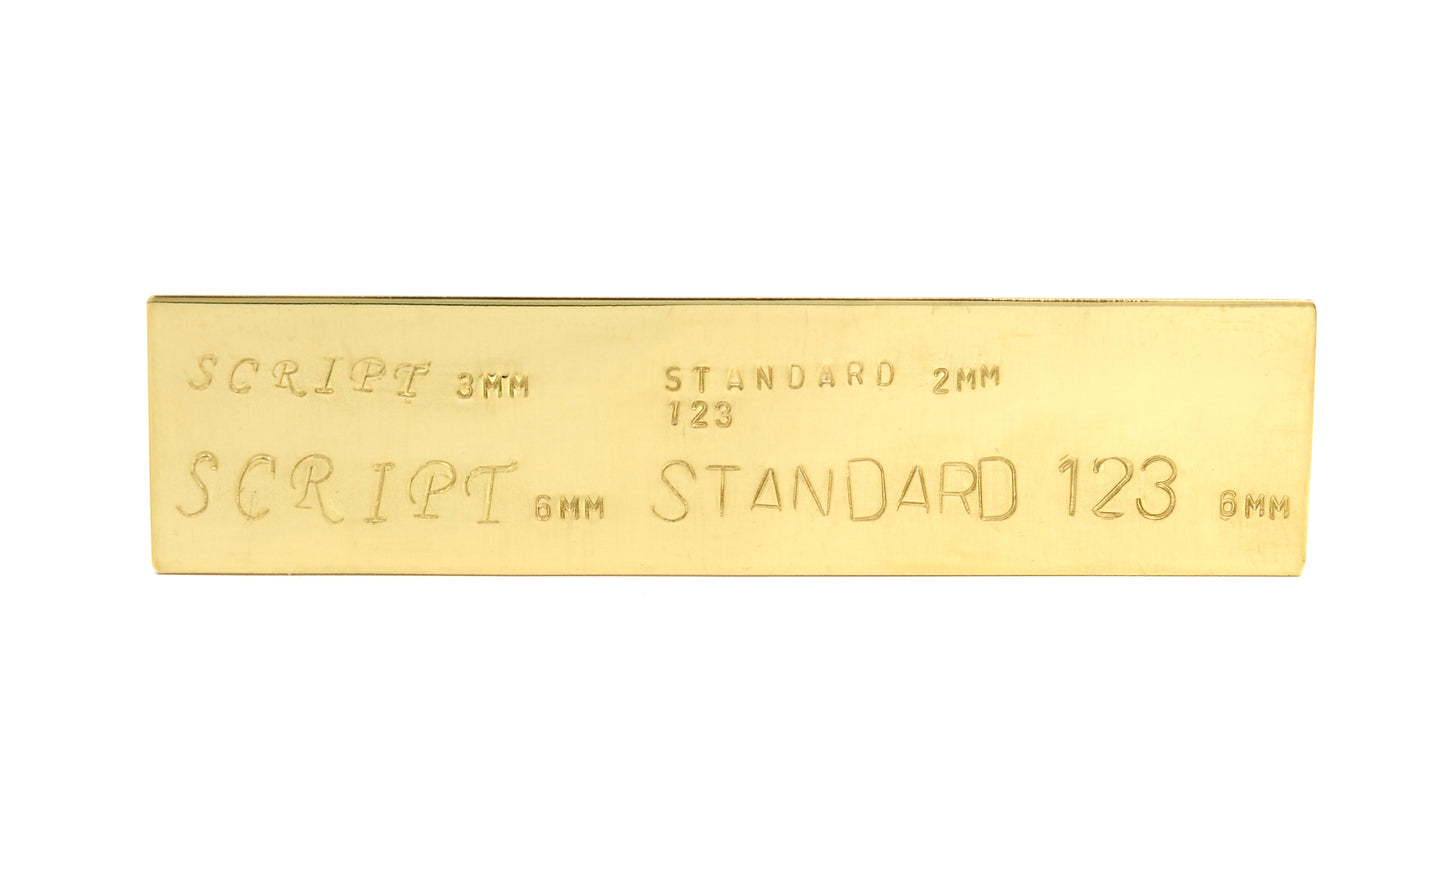 SCRIPT 3MM
STANDARD 2MM
123
SCRIPT 6MM
STANDARD 123 6MM